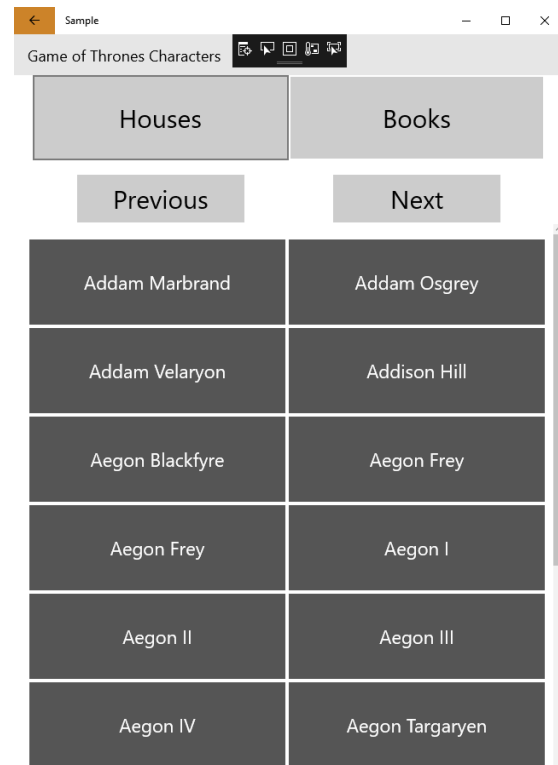 Sample
Game of Thrones Characters
Houses Books
Previous Next
Addam Marbrand Addam Osgrey
Addam Velaryon Addison Hill
Aegon Blackfyre Aegon Frey
Aegon Frey Aegon I
Aegon II Aegon III
Aegon IV Aegon Targaryen